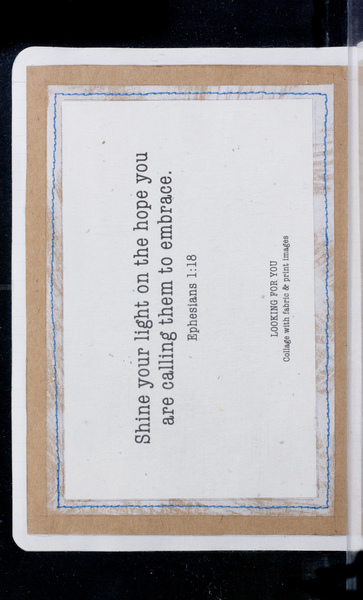 Shine your light on the hope you
are calling them to embrace.
Ephesians 1:18
LOOKING FOR YOU
Collage with fabric & print images